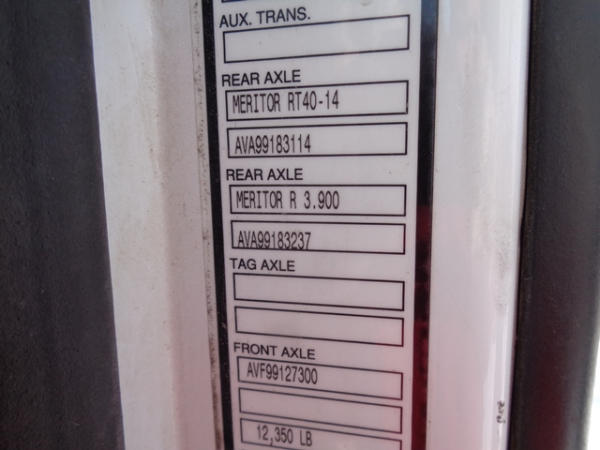 AUX. TRANS.
REAR AXLE
MERITOR RT40-14
AVA99183114
REAR AXLE
MERITOR R 3.900
AVA99183237
TAG AXLE
FRONT AXLE
AVF99127300
12,350 LB